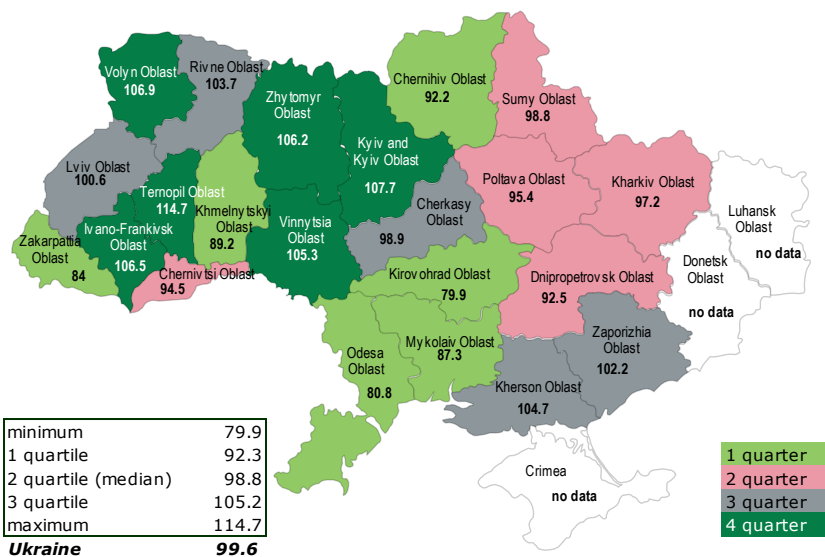 Volyn Oblast
106.9
Rivne Oblast
103.7
Zhytomyr
Oblast
106.2
Kyiv and
Kyiv Oblast
107.7
Chernihiv Oblast
92.2
Sumy Oblast
98.8
Lviv Oblast
100.6
Ternopil Oblast
114.7
Khmelnytskyi
Oblast
89.2
Vinnytsia
Oblast
105.3
Cherkasy
Oblast
98.9
Poltava Oblast
95.4
Kharkiv Oblast
97.2
Luhansk
Oblast
no data
Zakarpattia
Oblast
84
Ivano-Frankivsk
Oblast
106.5
Chernivtsi Oblast
94.5
Kirovohrad Oblast
79.9
Dnipropetrovsk Oblast
92.5
Donetsk
Oblast
no data
Odesa
Oblast
80.8
Mykolaiv Oblast
87.3
Zaporizhia
Oblast
102.2
Kherson Oblast
104.7
Crimea
no data
minimum 79.9
1 quartile 92.3
2 quartile (median) 98.8
3 quartile 105.2
maximum 114.7
Ukraine 99.6
1 quarter
2 quarter
3 quarter
4 quarter